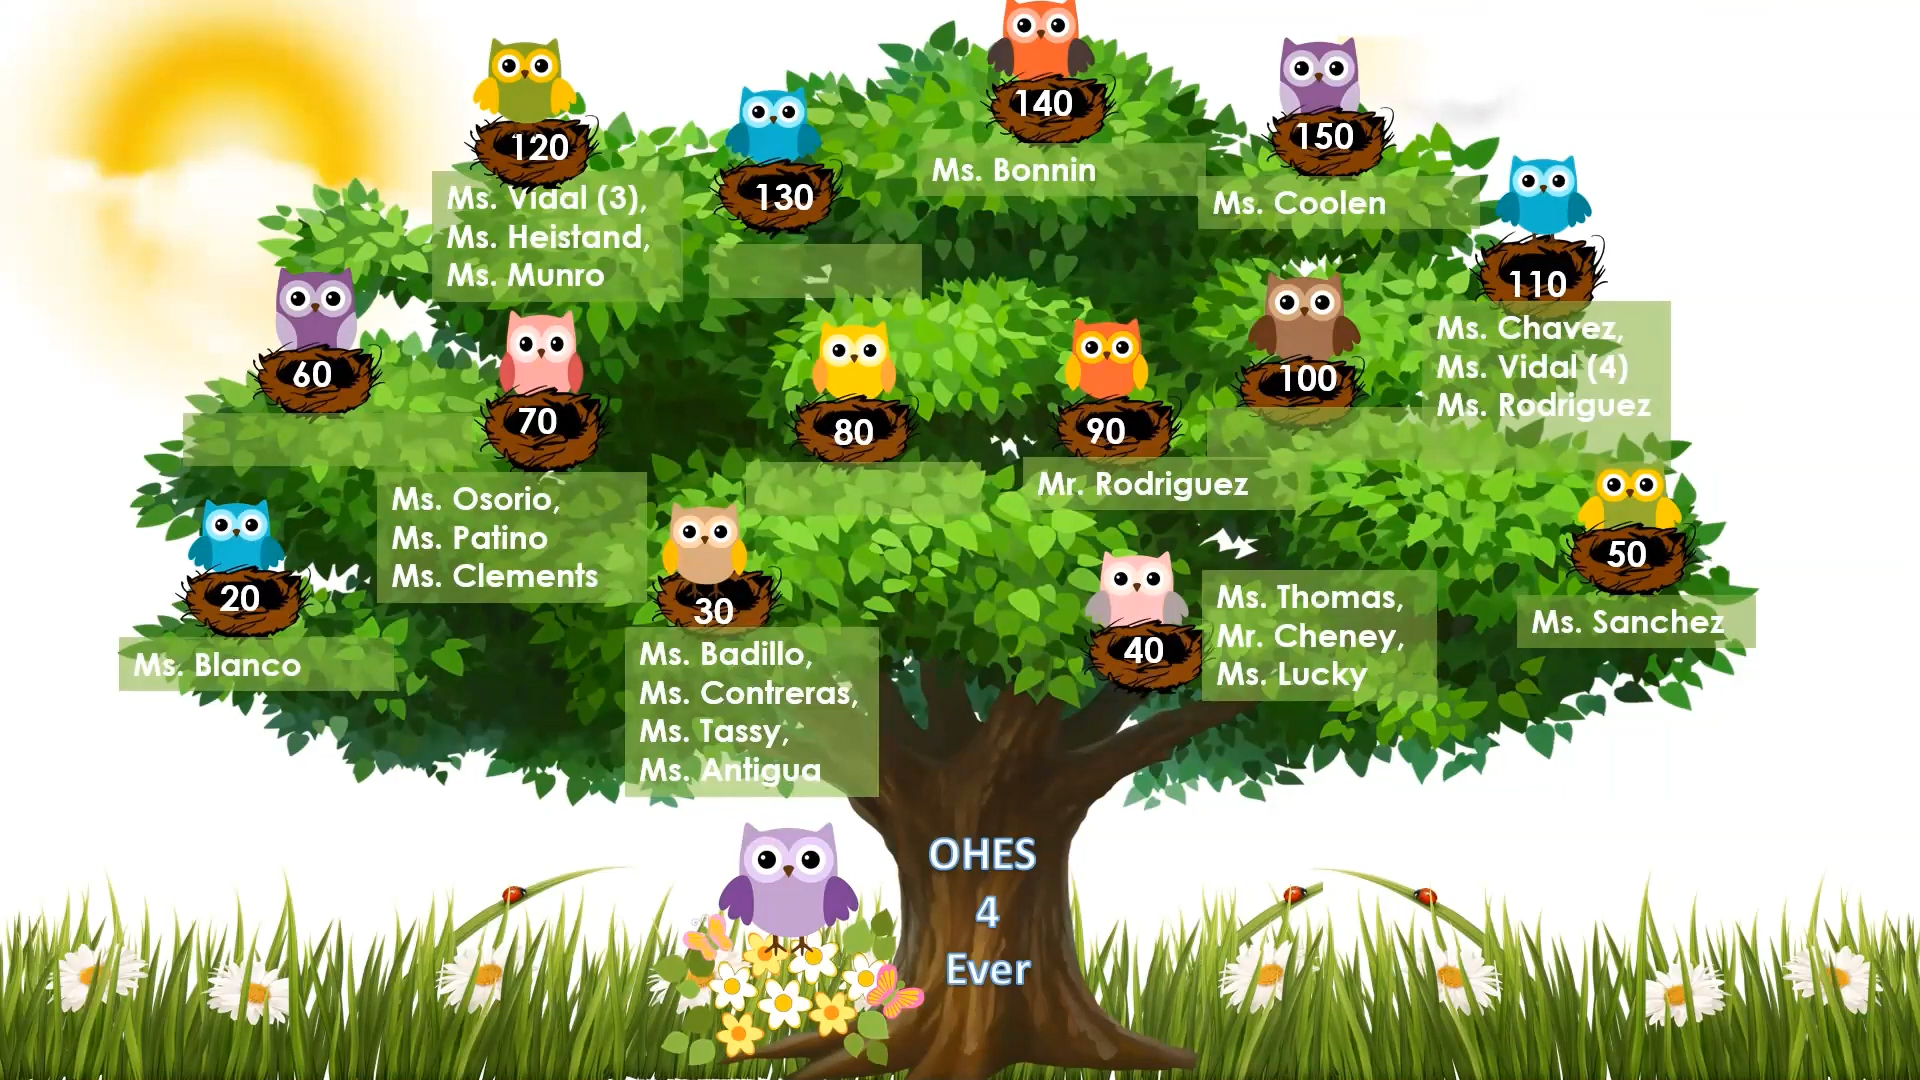 140
150
120
Ms. Bonnin
130
Ms. Vidal (3),
Ms. Heistand,
Ms. Munro
Ms. Coolen
110
Ms. Chavez,
Ms. Vidal (4)
Ms. Rodriguez
60
70
80
90
100
Ms. Osorio,
Ms. Patino
Ms. Clements
Mr. Rodriguez
50
Ms. Sanchez
20
Ms. Blanco
30
Ms. Badillo,
Ms. Contreras,
Ms. Tassy,
Ms. Antigua
40
Ms. Thomas,
Mr. Cheney,
Ms. Lucky
OHES
4
Ever